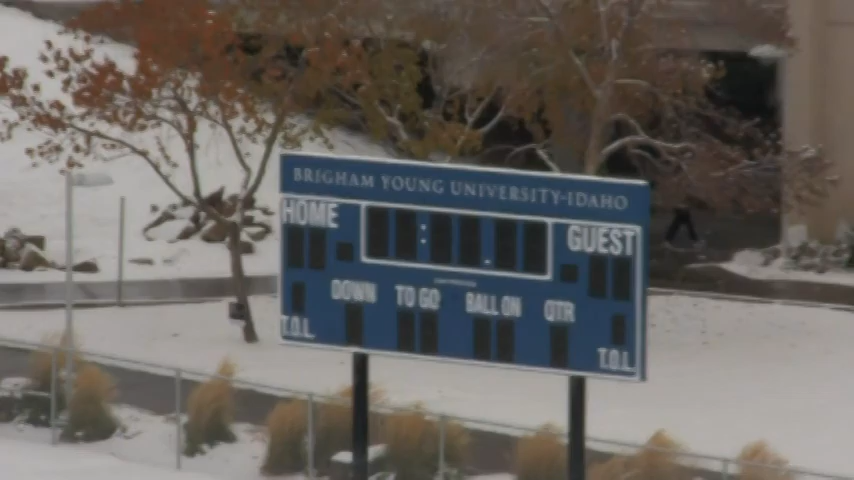 BRIGHAM YOUNG UNIVERSITY-IDAHO
HOME GUEST
DOWN TO GO BALL ON QTR
T.O.L. T.O.L.